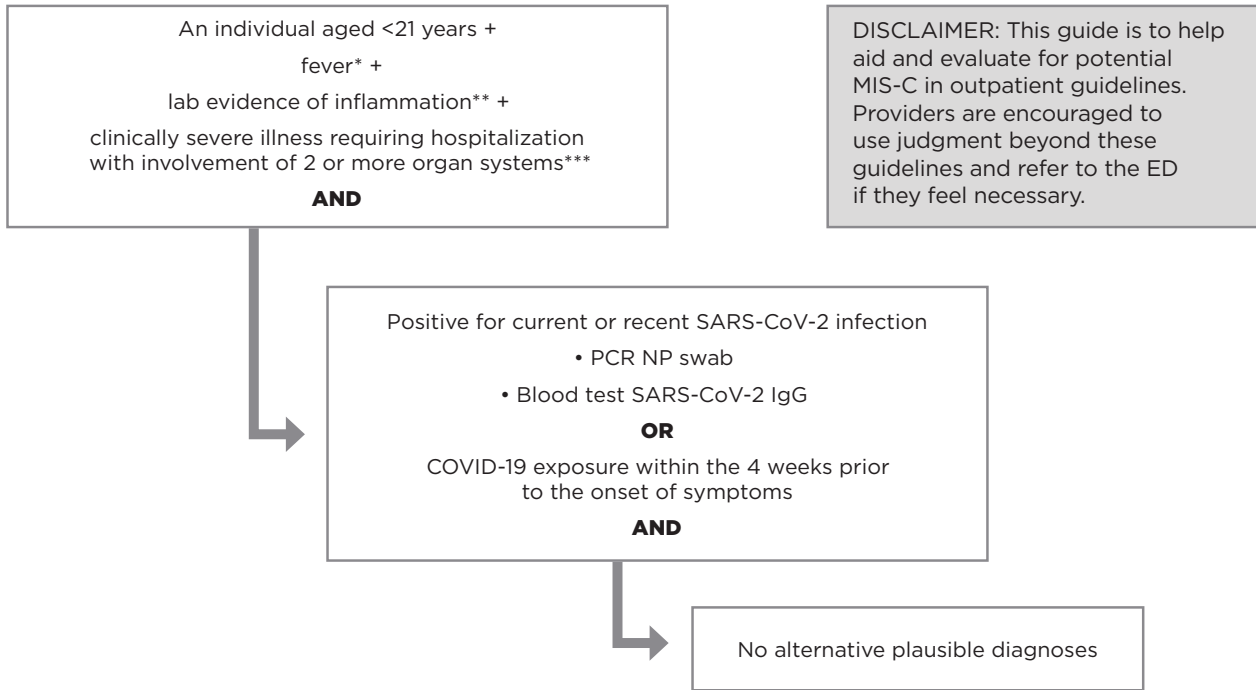 An individual aged <21 years +
fever* +
lab evidence of inflammation** +
clinically severe illness requiring hospitalization
with involvement of 2 or more organ systems***
AND
DISCLAIMER: This guide is to help
aid and evaluate for potential
MIS-C in outpatient guidelines.
Providers are encouraged to
use judgment beyond these
guidelines and refer to the ED
if they feel necessary.
Positive for current or recent SARS-CoV-2 infection
• PCR NP swab
• Blood test SARS-CoV-2 IgG
OR
COVID-19 exposure within the 4 weeks prior
to the onset of symptoms
AND
No alternative plausible diagnoses